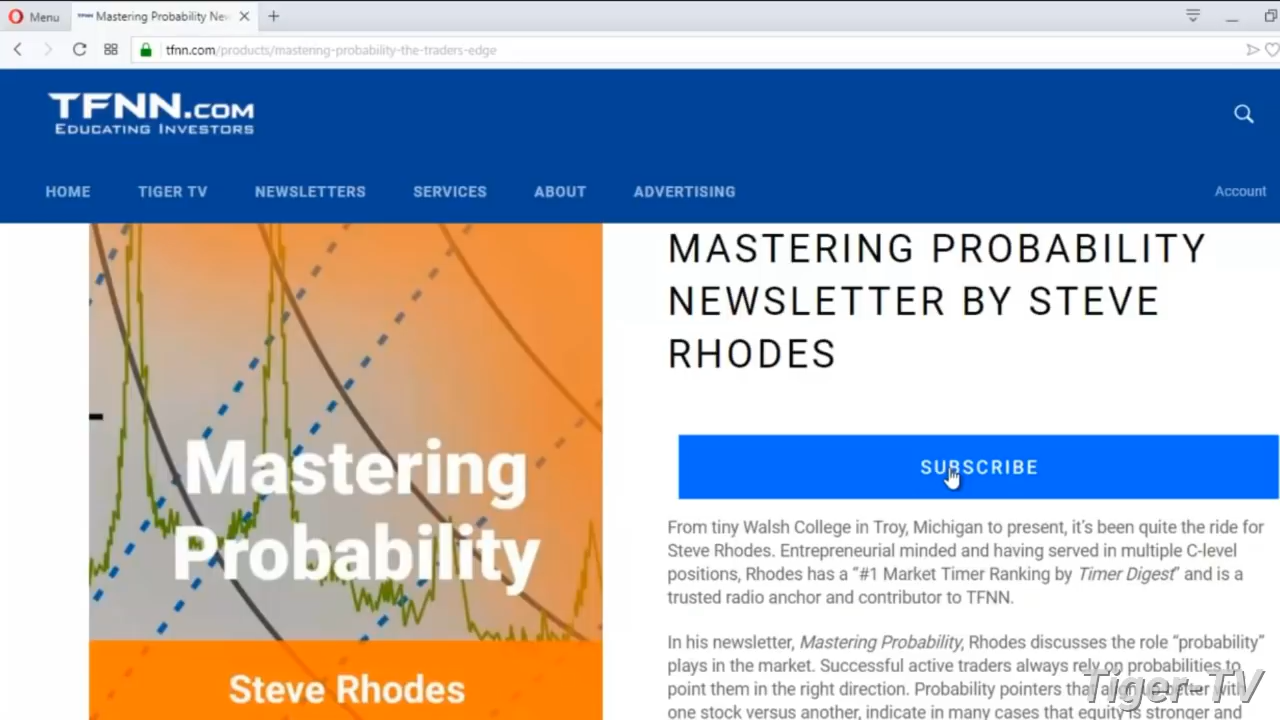 Menu
Mastering Probability New
tfnn.com/products/mastering-probability-the-traders-edge
TFNN.COM
EDUCATING INVESTORS
HOME TIGER TV NEWSLETTERS SERVICES ABOUT ADVERTISING Account
MASTERING PROBABILITY
NEWSLETTER BY STEVE
RHODES
Mastering
Probability
Steve Rhodes
SUBSCRIBE
From tiny Walsh College in Troy, Michigan to present, it's been quite the ride for
Steve Rhodes. Entrepreneurial minded and having served in multiple C-level
positions, Rhodes has a “#1 Market Timer Ranking by Timer Digest” and is a
trusted radio anchor and contributor to TFNN.
In his newsletter, Mastering Probability, Rhodes discusses the role “probability”
plays in the market. Successful active traders always rely on probabilities to
point them in the right direction. Probability pointers that align up better with
one stock versus another, indicate in many cases that equity is stronger and
Tiger-TV